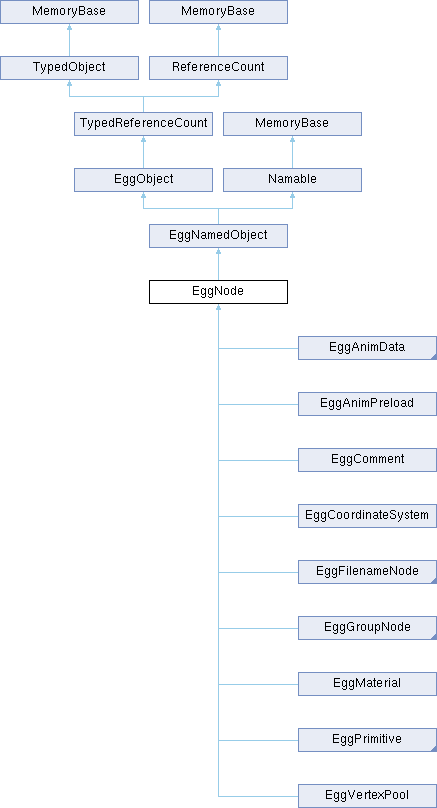 MemoryBase
MemoryBase
TypedObject
ReferenceCount
TypedReferenceCount
MemoryBase
EggObject
Namable
EggNamedObject
EggNode
EggAnimData
EggAnimPreload
EggComment
EggCoordinateSystem
EggFilenameNode
EggGroupNode
EggMaterial
EggPrimitive
EggVertexPool